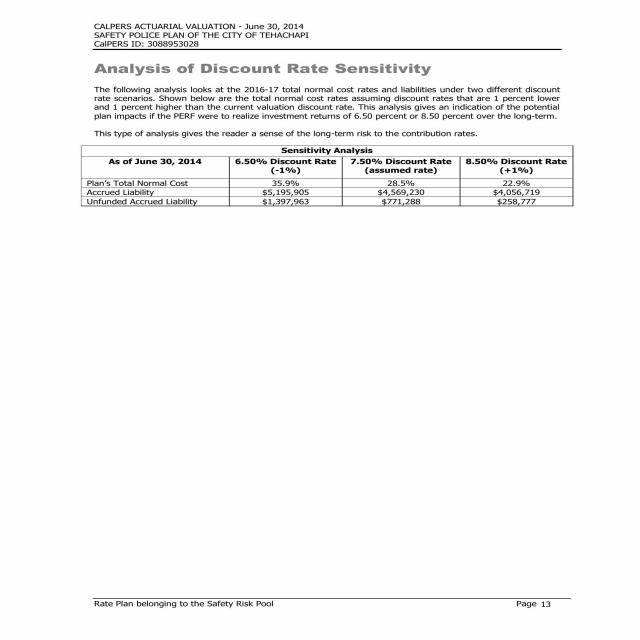 CALPERS ACTUARIAL VALUATION - June 30, 2014
SAFETY POLICE PLAN OF THE CITY OF TEHACHAPI
CalPERS ID: 3088953028
Analysis of Discount Rate Sensitivity
The following analysis looks at the 2016-17 total normal cost rates and liabilities under two different discount
rate scenarios. Shown below are the total normal cost rates assuming discount rates that are 1 percent lower
and 1 percent higher than the current valuation discount rate. This analysis gives an indication of the potential
plan impacts if the PERF were to realize investment returns of 6.50 percent or 8.50 percent over the long-term.
This type of analysis gives the reader a sense of the long-term risk to the contribution rates.
Sensitivity Analysis
As of June 30, 2014 6.50% Discount Rate 7.50% Discount Rate 8.50% Discount Rate
(-1%) (assumed rate) (+1%)
Plan's Total Normal Cost 35.9% 28.5% 22.9%
Accrued Liability $5,195,905 $4,569,230 $4,056,719
Unfunded Accrued Liability $1,397,963 $771,288 $258,777
Rate Plan belonging to the Safety Risk Pool Page 13